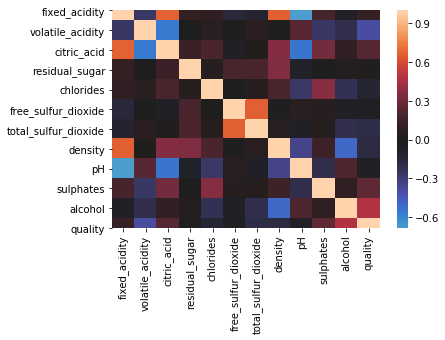 fixed_acidity
volatile_acidity
citric_acid
residual_sugar
chlorides
free_sulfur_dioxide
total_sulfur_dioxide
density
pH
sulphates
alcohol
quality
fixed_acidity
volatile_acidity
citric_acid
residual_sugar
chlorides
free_sulfur_dioxide
total_sulfur_dioxide
density
pH
sulphates
alcohol
quality
0.9
0.6
0.3
0.0
−0.3
−0.6